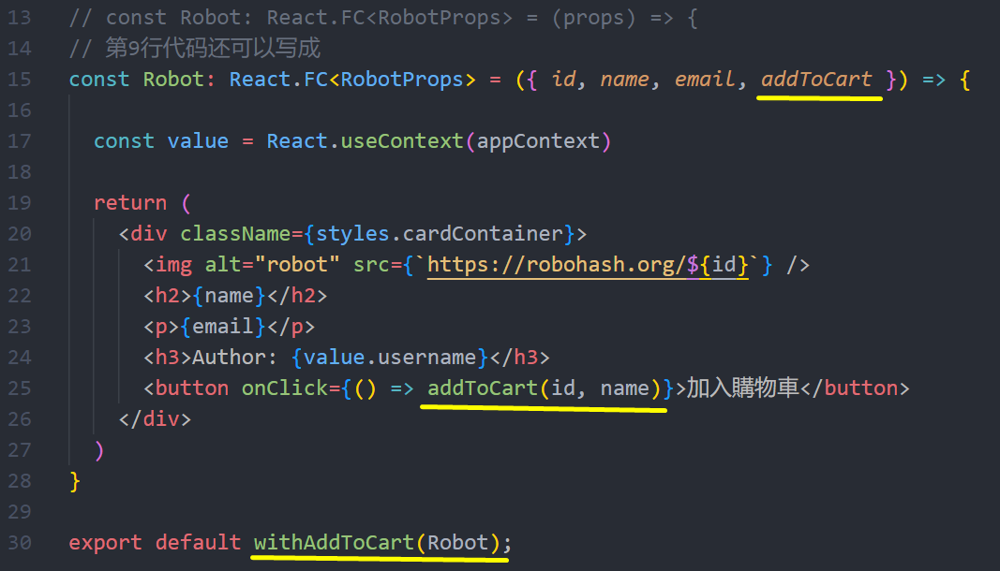 13 // const Robot: React.FC<RobotProps> = (props) => {
14 // 第9行代码还可以写成
15 const Robot: React.FC<RobotProps> = ({ id, name, email, addToCart }) => {
16
17 const value = React.useContext(appContext)
18
19 return (
20 <div className={styles.cardContainer}>
21 <img alt="robot" src={`https://robohash.org/${id}`} />
22 <h2>{name}</h2>
23 <p>{email}</p>
24 <h3>Author: {value.username}</h3>
25 <button onClick={() => addToCart(id, name)}>加入購物車</button>
26 </div>
27 )
28 }
29
30 export default withAddToCart(Robot);